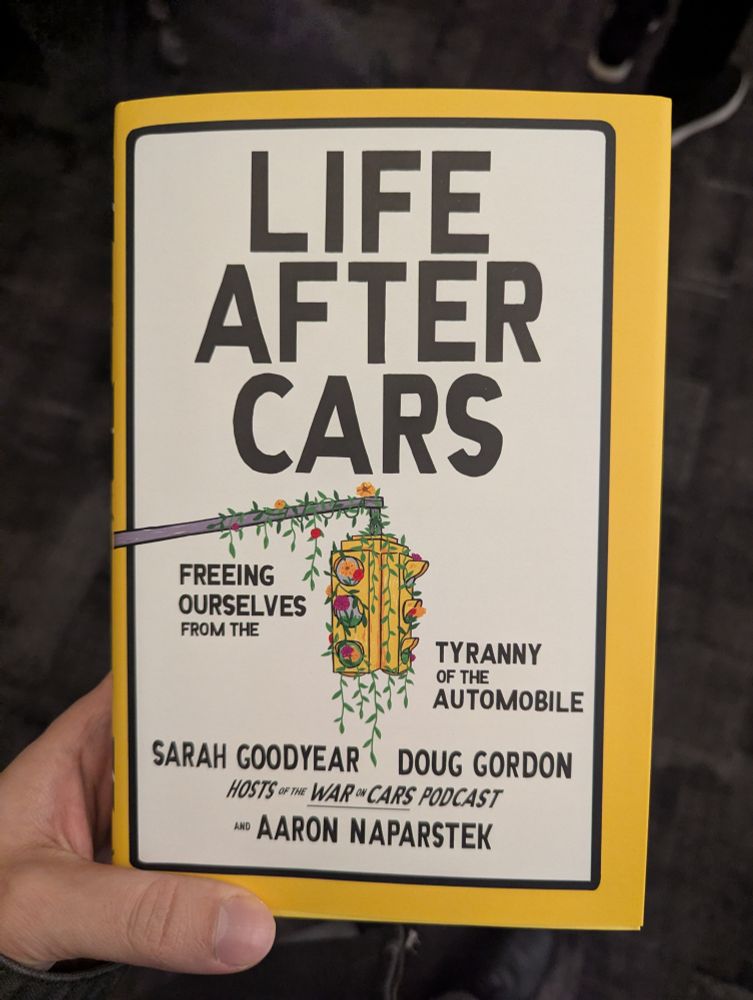 LIFE
AFTER
CARS
FREEING
OURSELVES
FROM THE
TYRANNY
OF THE
AUTOMOBILE
SARAH GOODYEAR DOUG GORDON
HOSTS OF THE WAR ON CARS PODCAST
AND AARON NAPARSTEK